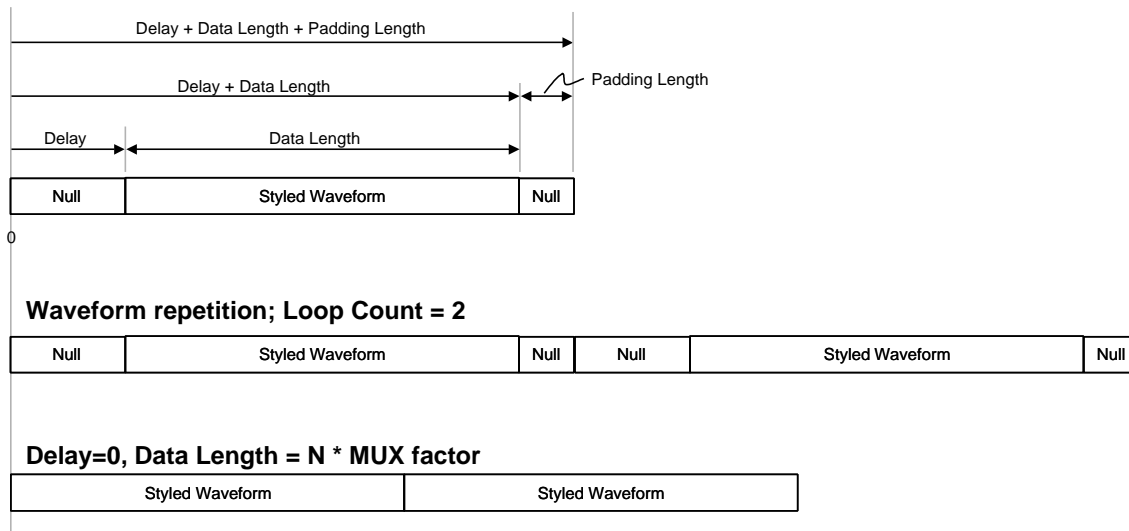 Delay + Data Length + Padding Length
Delay + Data Length
Padding Length
Delay
Data Length
Null
Styled Waveform
Null
0
Waveform repetition; Loop Count = 2
Null
Styled Waveform
Null
Null
Styled Waveform
Null
Delay=0, Data Length = N * MUX factor
Styled Waveform
Styled Waveform